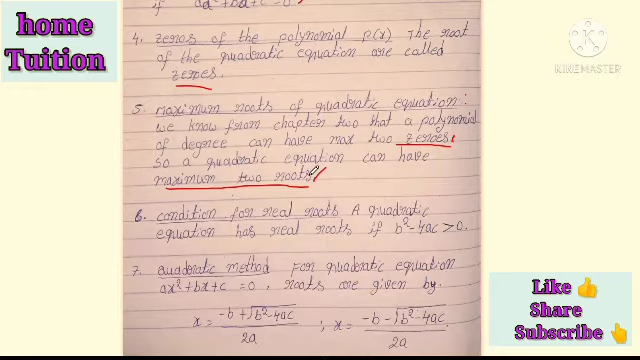 home
Tuition
KINEMASTER
if ax²+bx+c=0
4. zeros of the polynomial P(x) The root
of the quadratic equation are called
zeroes.
5. maximum roots of quadratic equation:
we know from chapter two that a polynomial
of degree can have max two zeroes.
So a quadratic equation can have
maximum two roots
6. condition for real roots A quadratic
equation has real roots if b²-4ac>0.
7. quadratic method For quadratic equation
ax²+bx+c=0, roots are given by
x = -b+√b²-4ac / 2a ; x = -b-√b²-4ac / 2a
Like
Share
Subscribe